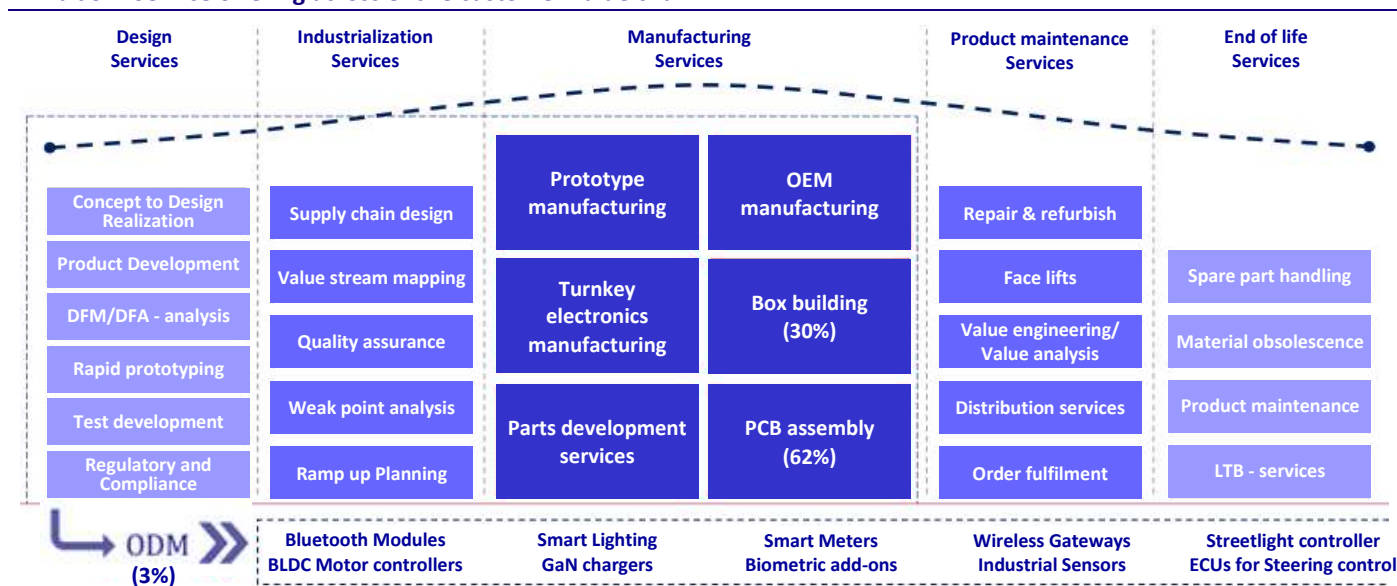 Design
Services
Industrialization
Services
Manufacturing
Services
Product maintenance
Services
End of life
Services
Concept to Design
Realization
Product Development
DFM/DFA - analysis
Rapid prototyping
Test development
Regulatory and
Compliance
Supply chain design
Value stream mapping
Quality assurance
Weak point analysis
Ramp up Planning
Prototype
manufacturing
OEM
manufacturing
Turnkey
electronics
manufacturing
Box building
(30%)
Parts development
services
PCB assembly
(62%)
Repair & refurbish
Face lifts
Value engineering/
Value analysis
Distribution services
Order fulfilment
Spare part handling
Material obsolescence
Product maintenance
LTB - services
ODM
(3%)
Bluetooth Modules
BLDC Motor controllers
Smart Lighting
GaN chargers
Smart Meters
Biometric add-ons
Wireless Gateways
Industrial Sensors
Streetlight controller
ECUs for Steering control